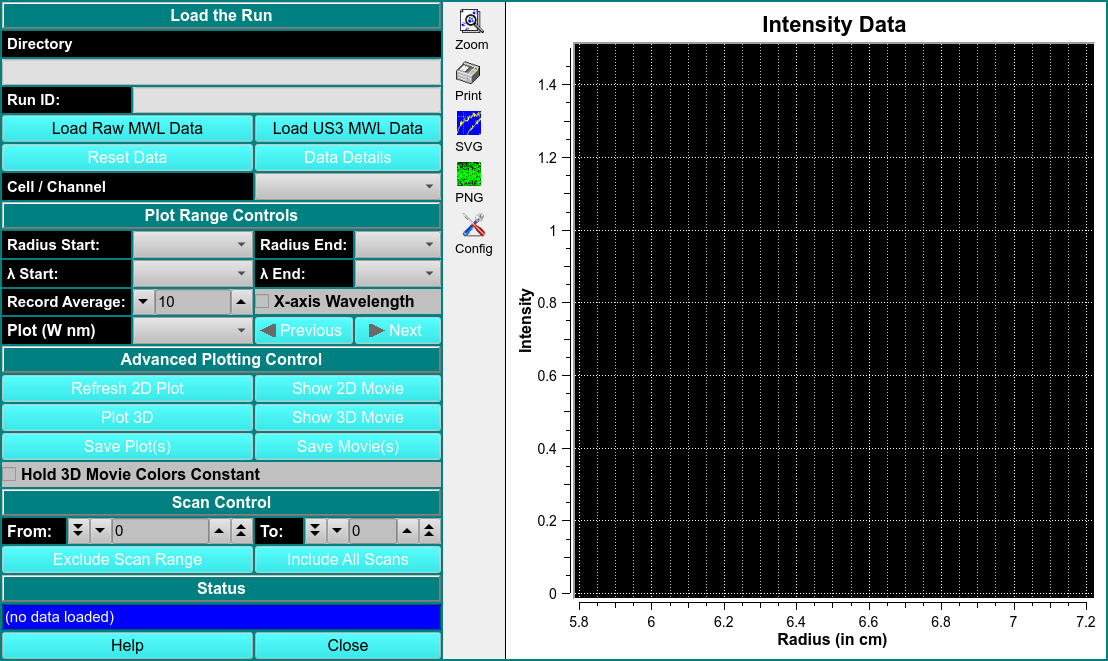 Load the Run
Directory
Run ID:
Load Raw MWL Data
Load US3 MWL Data
Reset Data
Data Details
Cell / Channel
Plot Range Controls
Radius Start:
Radius End:
λ Start:
λ End:
Record Average:
10
X-axis Wavelength
Plot (W nm)
Previous
Next
Advanced Plotting Control
Refresh 2D Plot
Show 2D Movie
Plot 3D
Show 3D Movie
Save Plot(s)
Save Movie(s)
Hold 3D Movie Colors Constant
Scan Control
From:
0
To:
0
Exclude Scan Range
Include All Scans
Status
(no data loaded)
Help
Close
Zoom
Print
SVG
PNG
Config
Intensity Data
Intensity
1.4
1.2
1
0.8
0.6
0.4
0.2
0
5.8
6
6.2
6.4
6.6
6.8
7
7.2
Radius (in cm)